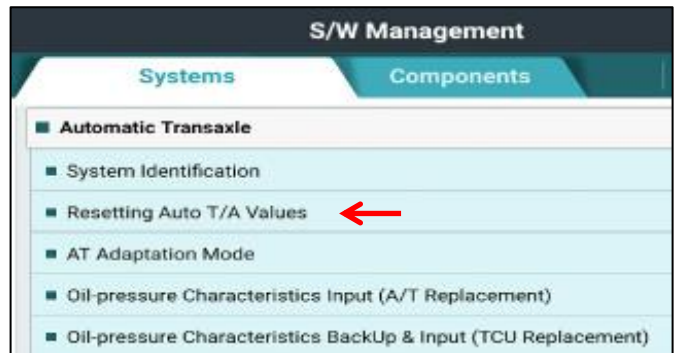 S/W Management
Systems Components
Automatic Transaxle
System Identification
Resetting Auto T/A Values
AT Adaptation Mode
Oil-pressure Characteristics Input (A/T Replacement)
Oil-pressure Characteristics BackUp & Input (TCU Replacement)